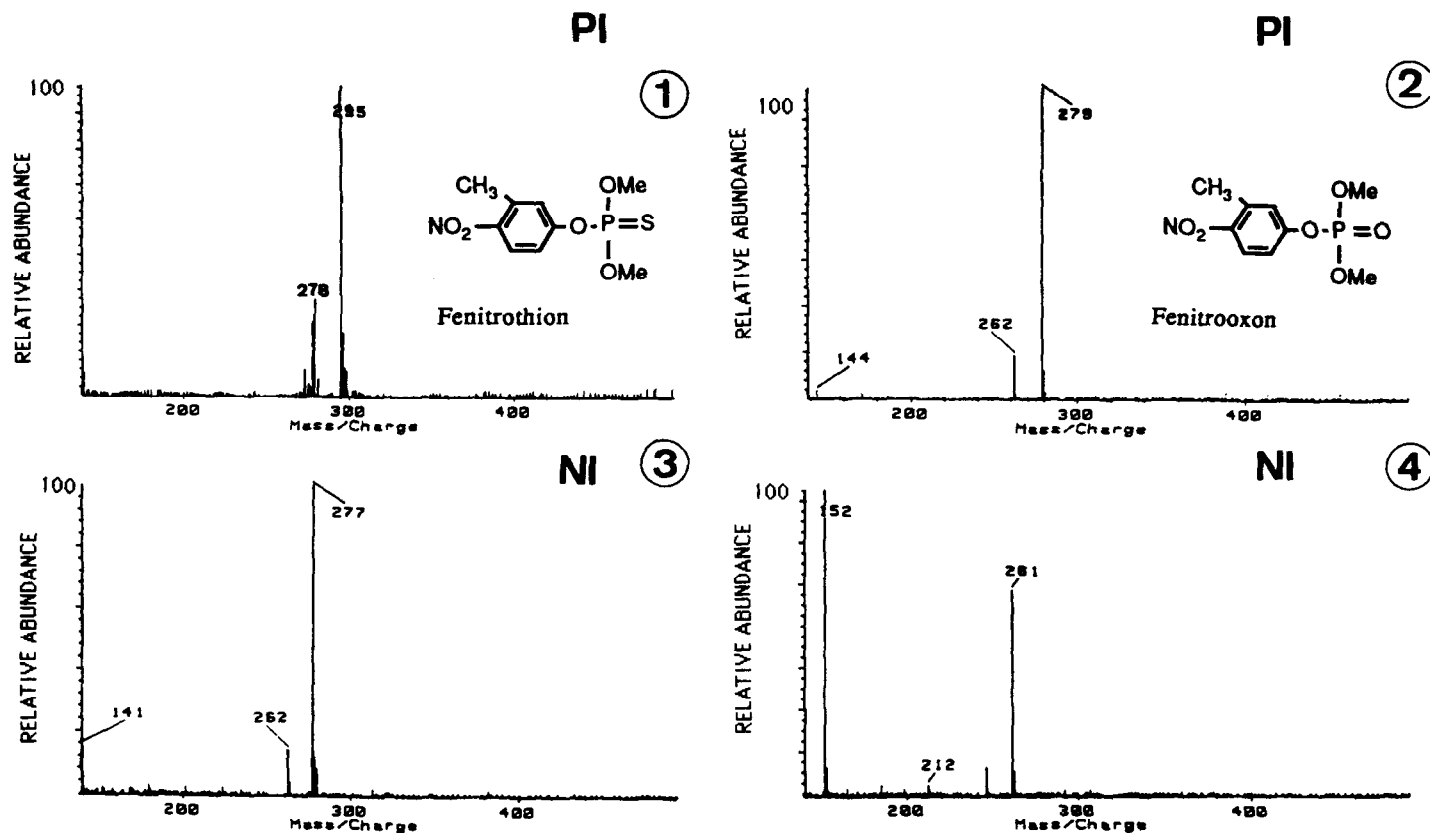 PI
1
RELATIVE ABUNDANCE
100
295
278
CH3
NO2
OMe
O-P=S
OMe
Fenitrothion
200
300
400
Mass/Charge
PI
2
RELATIVE ABUNDANCE
100
279
262
144
CH3
NO2
OMe
O-P=O
OMe
Fenitrooxon
200
300
400
Mass/Charge
NI
3
RELATIVE ABUNDANCE
100
277
262
141
200
300
400
Mass/Charge
NI
4
RELATIVE ABUNDANCE
100
152
261
212
200
300
400
Mass/Charge